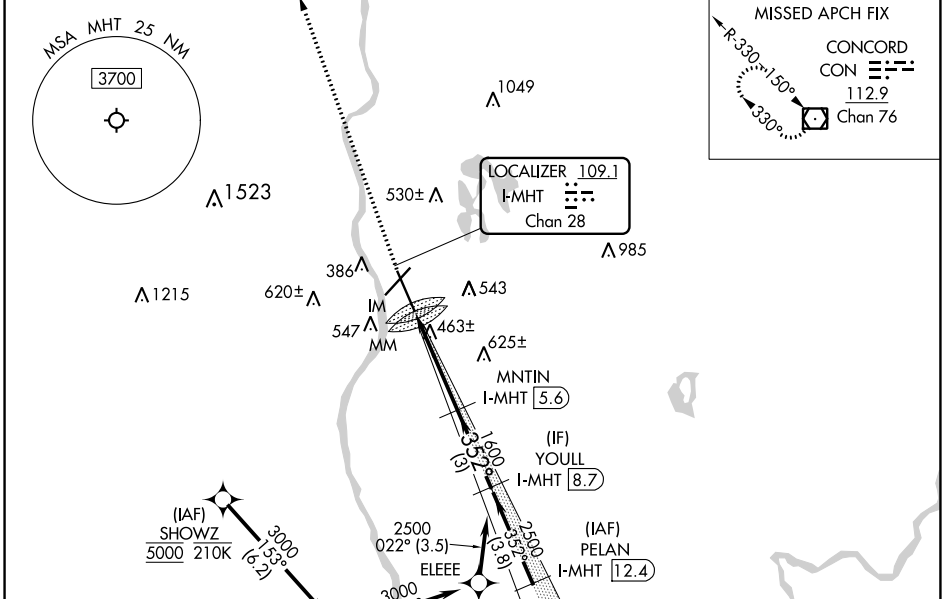 MSA MHT 25 NM
3700
1523
1215
1049
530±
LOCALIZER 109.1
I-MHT
Chan 28
985
386
620±
543
IM
547
463±
MM
625±
MNTIN
I-MHT 5.6
1600
352°
(3)
(IF)
YOULL
I-MHT 8.7
2500
352°
(3.8)
(IAF)
PELAN
I-MHT 12.4
(IAF)
SHOWZ
5000 210K
3000
153°
(6.2)
2500
022° (3.5)
ELEEE
3000
MISSED APCH FIX
CONCORD
CON
112.9
Chan 76
R-330
150°
330°